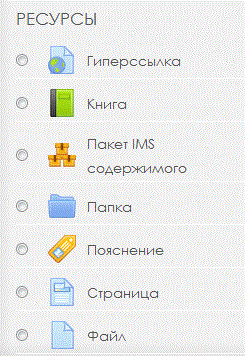 РЕСУРСЫ
Гиперссылка
Книга
Пакет IMS
содержимого
Папка
Пояснение
Страница
Файл